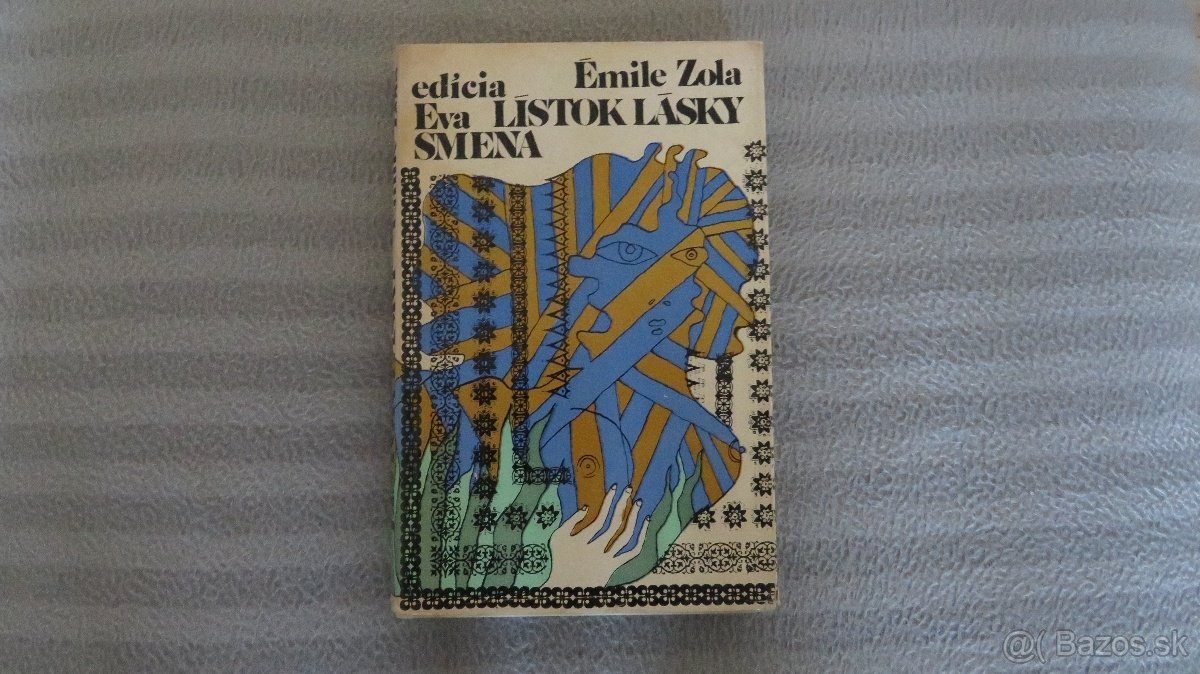 edícia Émile Zola
Eva LÍSTOK LÁSKY
SMENA
@( Bazos.sk